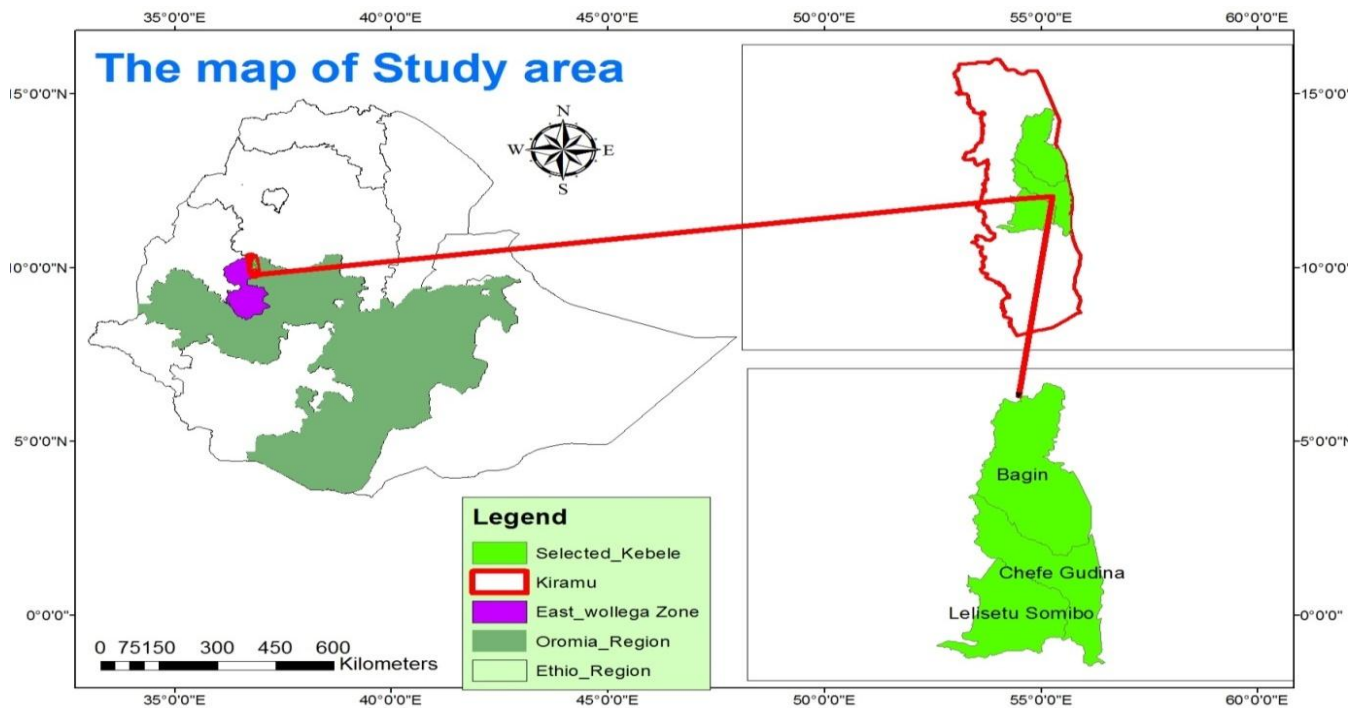 35°0'0"E 40°0'0"E 50°0'0"E 55°0'0"E 60°0'0"E
The map of Study area
N
W E
S
15°0'0"N 15°0'0"N
10°0'0"N 10°0'0"N
5°0'0"N 5°0'0"N
0°0'0" 0°0'0"
Bagin
Chefe Gudina
Lelisetu Somibo
Legend
Selected_Kebele
Kiramu
East_wollega Zone
Oromia_Region
Ethio_Region
0 75150 300 450 600
Kilometers
35°0'0"E 40°0'0"E 45°0'0"E 50°0'0"E 55°0'0"E 60°0'0"E